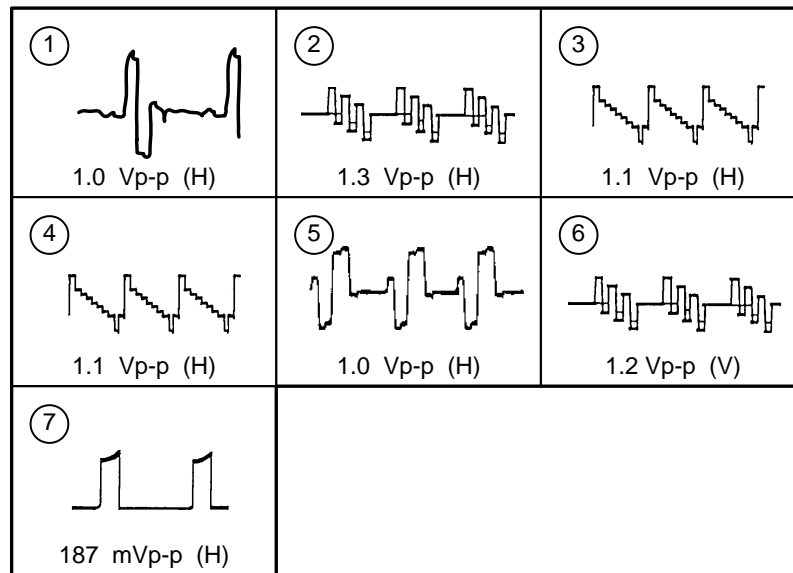 1
2
3
1.0 Vp-p (H)
1.3 Vp-p (H)
1.1 Vp-p (H)
4
5
6
1.1 Vp-p (H)
1.0 Vp-p (H)
1.2 Vp-p (V)
7
187 mVp-p (H)